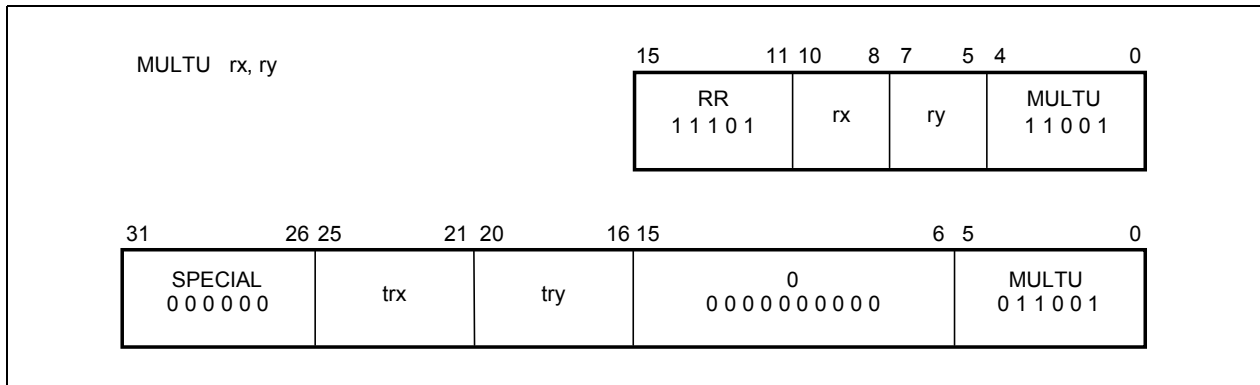 MULTU rx, ry
15 11 10 8 7 5 4 0
RR rx ry MULTU
1 1 1 0 1 1 1 0 0 1
31 26 25 21 20 16 15 6 5 0
SPECIAL trx try 0 MULTU
0 0 0 0 0 0 0 0 0 0 0 0 0 0 0 0 0 1 1 0 0 1